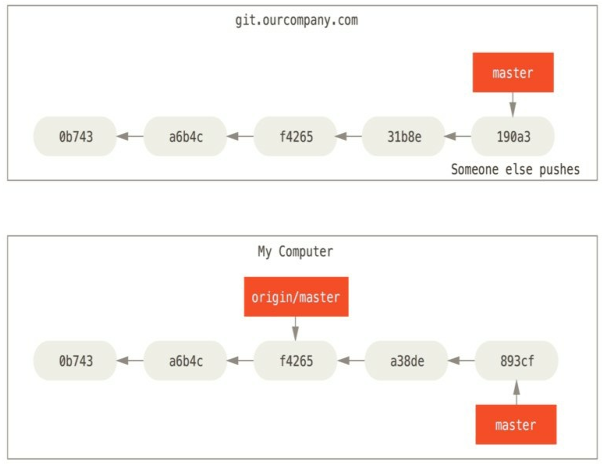 git.ourcompany.com
master
0b743 a6b4c f4265 31b8e 190a3
Someone else pushes
My Computer
origin/master
0b743 a6b4c f4265 a38de 893cf
master